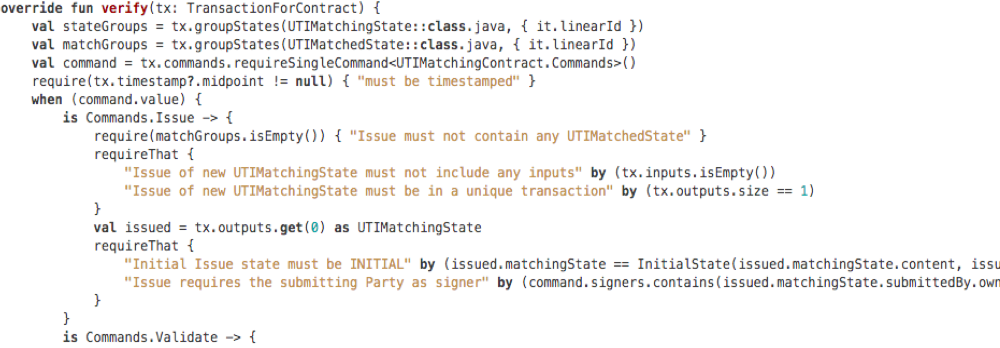 override fun verify(tx: TransactionForContract) {
    val stateGroups = tx.groupStates(UTIMatchingState::class.java, { it.linearId })
    val matchGroups = tx.groupStates(UTIMatchedState::class.java, { it.linearId })
    val command = tx.commands.requireSingleCommand<UTIMatchingContract.Commands>()
    require(tx.timestamp?.midpoint != null) { "must be timestamped" }
    when (command.value) {
        is Commands.Issue -> {
            require(matchGroups.isEmpty()) { "Issue must not contain any UTIMatchedState" }
            requireThat {
                "Issue of new UTIMatchingState must not include any inputs" by (tx.inputs.isEmpty())
                "Issue of new UTIMatchingState must be in a unique transaction" by (tx.outputs.size == 1)
            }
            val issued = tx.outputs.get(0) as UTIMatchingState
            requireThat {
                "Initial Issue state must be INITIAL" by (issued.matchingState == InitialState(issued.matchingState.content, issu
                "Issue requires the submitting Party as signer" by (command.signers.contains(issued.matchingState.submittedBy.own
            }
        }
        is Commands.Validate -> {